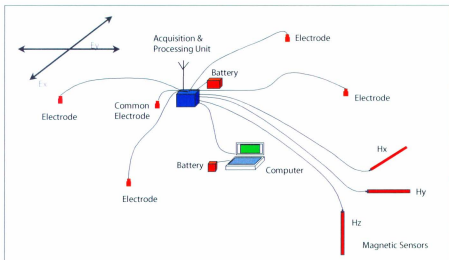 Acquisition &
Processing Unit
Electrode
Ey
Ex
Battery
Electrode
Common
Electrode
Electrode
Hx
Battery
Computer
Hy
Electrode
Hz
Magnetic Sensors